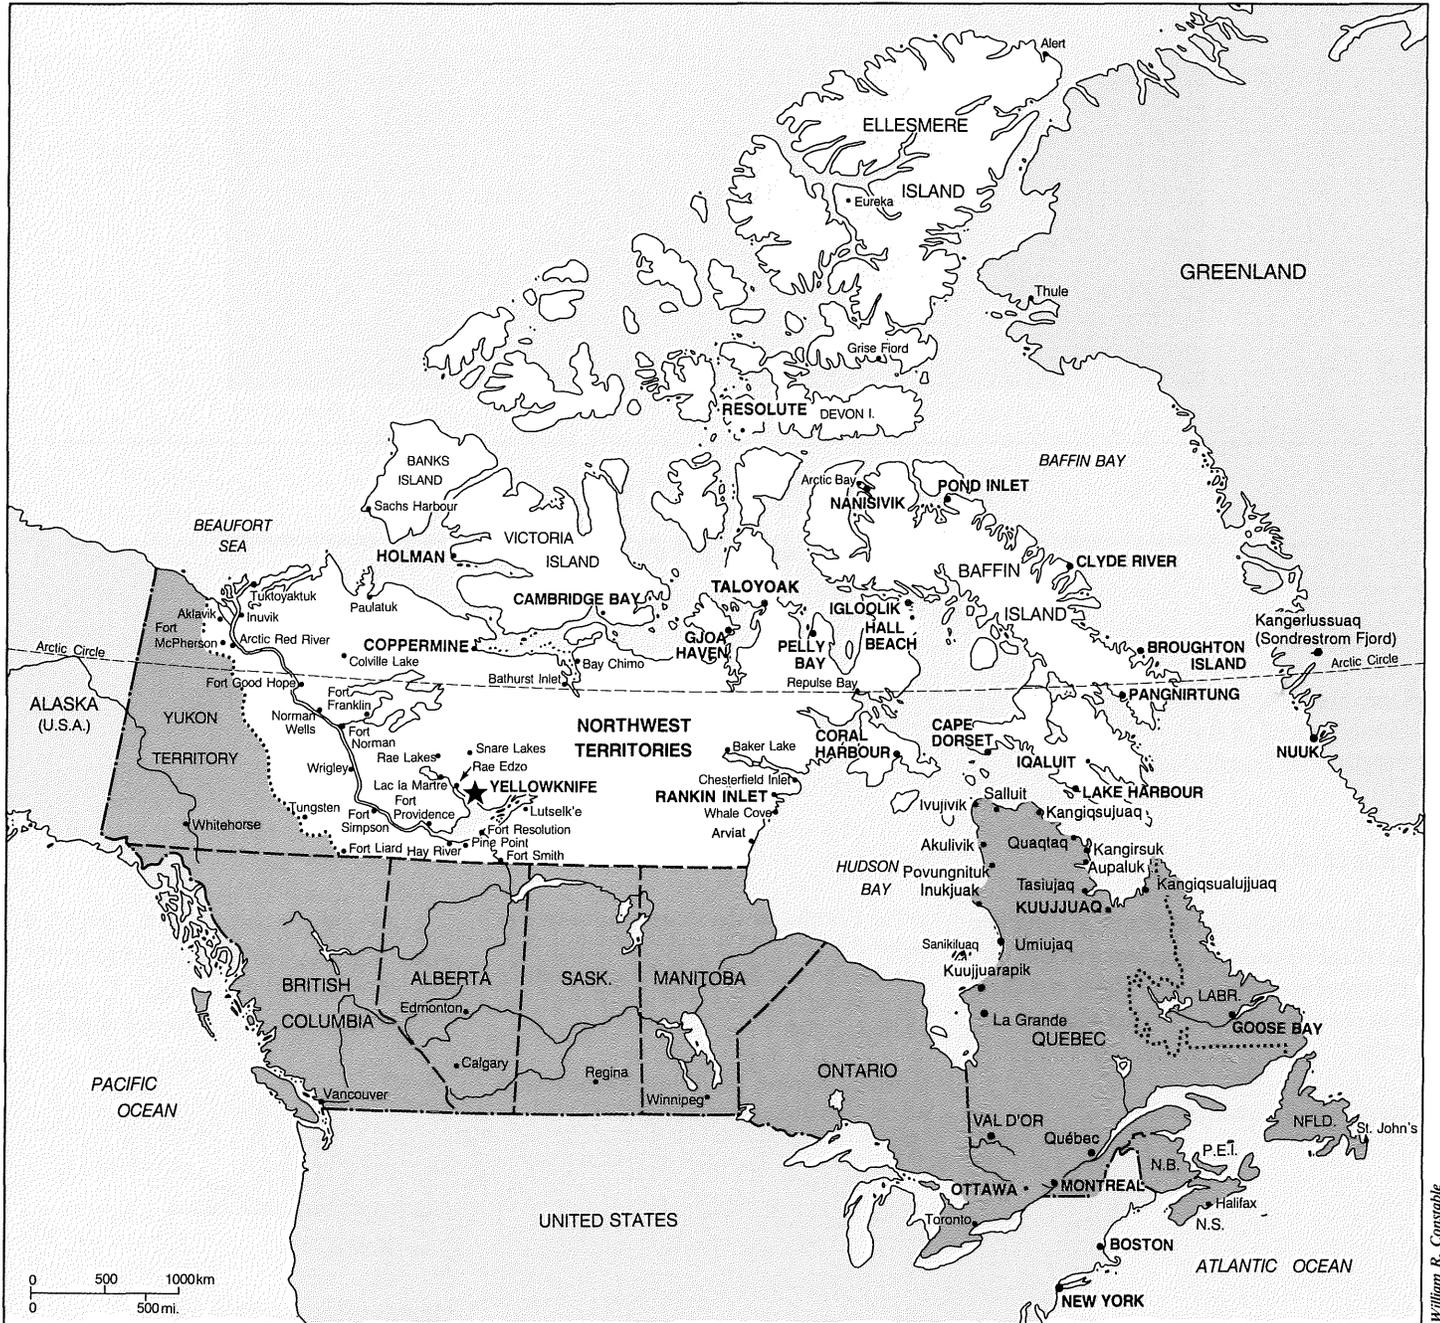 Alert
ELLESMERE
ISLAND
Eureka
GREENLAND
Thule
Grise Fiord
RESOLUTE
DEVON I.
BANKS
ISLAND
BAFFIN BAY
Arctic Bay
NANISIVIK
POND INLET
Sachs Harbour
BEAUFORT
SEA
VICTORIA
ISLAND
HOLMAN
CLYDE RIVER
BAFFIN
ISLAND
TALOYOAK
CAMBRIDGE BAY
IGLOOLIK
HALL
BEACH
Tuktoyaktuk
Paulatuk
Aklavik
Inuvik
Fort
McPherson
Arctic Red River
COPPERMINE
GJOA
HAVEN
PELLY
BAY
Kangerlussuaq
(Sondrestrom Fjord)
BROUGHTON
ISLAND
Arctic Circle
Arctic Circle
Colville Lake
Bay Chimo
Bathurst Inlet
Repulse Bay
Fort Good Hope
PANGNIRTUNG
ALASKA
(U.S.A.)
YUKON
TERRITORY
Fort
Franklin
Norman
Wells
Fort
Norman
NORTHWEST
TERRITORIES
CORAL
HARBOUR
CAPE
DORSET
IQALUIT
NUUK
Rae Lakes
Snare Lakes
Rae Edzo
Baker Lake
Wrigley
Lac la Martre
YELLOWKNIFE
Chesterfield Inlet
RANKIN INLET
LAKE HARBOUR
Tungsten
Fort
Simpson
Fort
Providence
Lutselk'e
Whale Cove
Ivujivik
Salluit
Kangiqsujuaq
Whitehorse
Fort Resolution
Pine Point
Arviat
Fort Liard
Hay River
Fort Smith
Akulivik
Quaqtaq
Kangirsuk
Aupaluk
HUDSON
BAY
Povungnituk
Inukjuak
Tasiujaq
Kangiqsualujjuaq
KUUJJUAQ
Sanikiluaq
Umiujaq
Kuujjuarapik
BRITISH
COLUMBIA
ALBERTA
SASK.
MANITOBA
LABR.
Edmonton
La Grande
QUEBEC
GOOSE BAY
Calgary
Regina
ONTARIO
Winnipeg
PACIFIC
OCEAN
Vancouver
VAL D'OR
Québec
NFLD.
St. John's
P.E.I.
N.B.
OTTAWA
MONTREAL
Toronto
Halifax
N.S.
UNITED STATES
BOSTON
ATLANTIC OCEAN
NEW YORK
0 500 1000km
0 500 mi.
William R. Constable